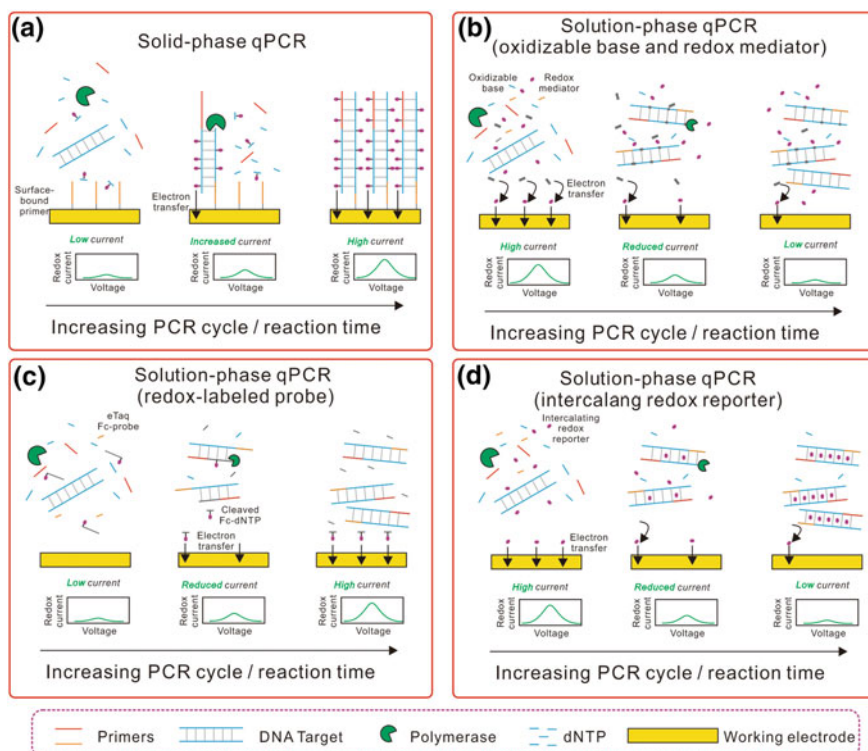 (a)
Solid-phase qPCR
Surface-
bound
primer
Electron
transfer
Low current
Increased current
High current
Redox
current
Voltage
Redox
current
Voltage
Redox
current
Voltage
Increasing PCR cycle / reaction time
(b)
Solution-phase qPCR
(oxidizable base and redox mediator)
Oxidizable
base
Redox
mediator
Electron
transfer
High current
Reduced current
Low current
Redox
current
Voltage
Redox
current
Voltage
Redox
current
Voltage
Increasing PCR cycle / reaction time
(c)
Solution-phase qPCR
(redox-labeled probe)
eTaq
Fc-probe
Cleaved
Fc-dNTP
Electron
transfer
Low current
Reduced current
High current
Redox
current
Voltage
Redox
current
Voltage
Redox
current
Voltage
Increasing PCR cycle / reaction time
(d)
Solution-phase qPCR
(intercalang redox reporter)
Intercalating
redox
reporter
Electron
transfer
High current
Reduced current
Low current
Redox
current
Voltage
Redox
current
Voltage
Redox
current
Voltage
Increasing PCR cycle / reaction time
Primers DNA Target Polymerase dNTP Working electrode